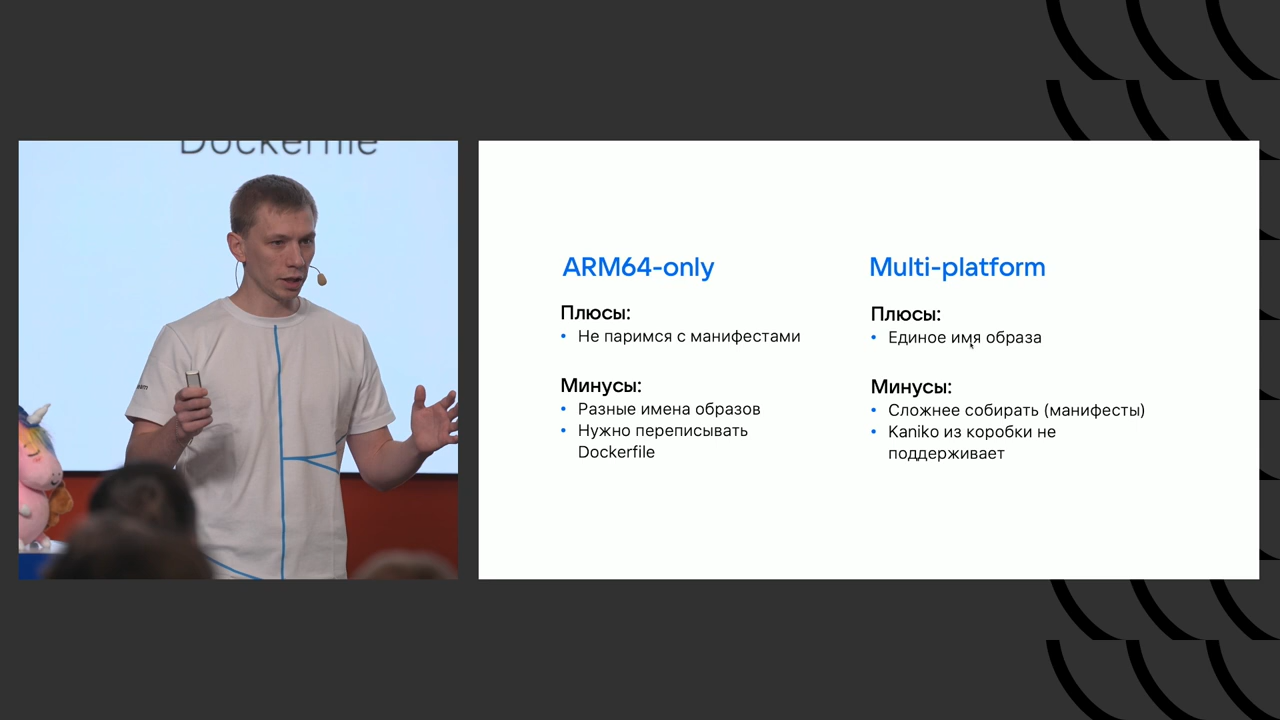 Dockerfile
ARM64-only
Плюсы:
Не паримся с манифестами
Минусы:
Разные имена образов
Нужно переписывать
Dockerfile
Multi-platform
Плюсы:
Единое имя образа
Минусы:
Сложнее собирать (манифесты)
Kaniko из коробки не
поддерживает